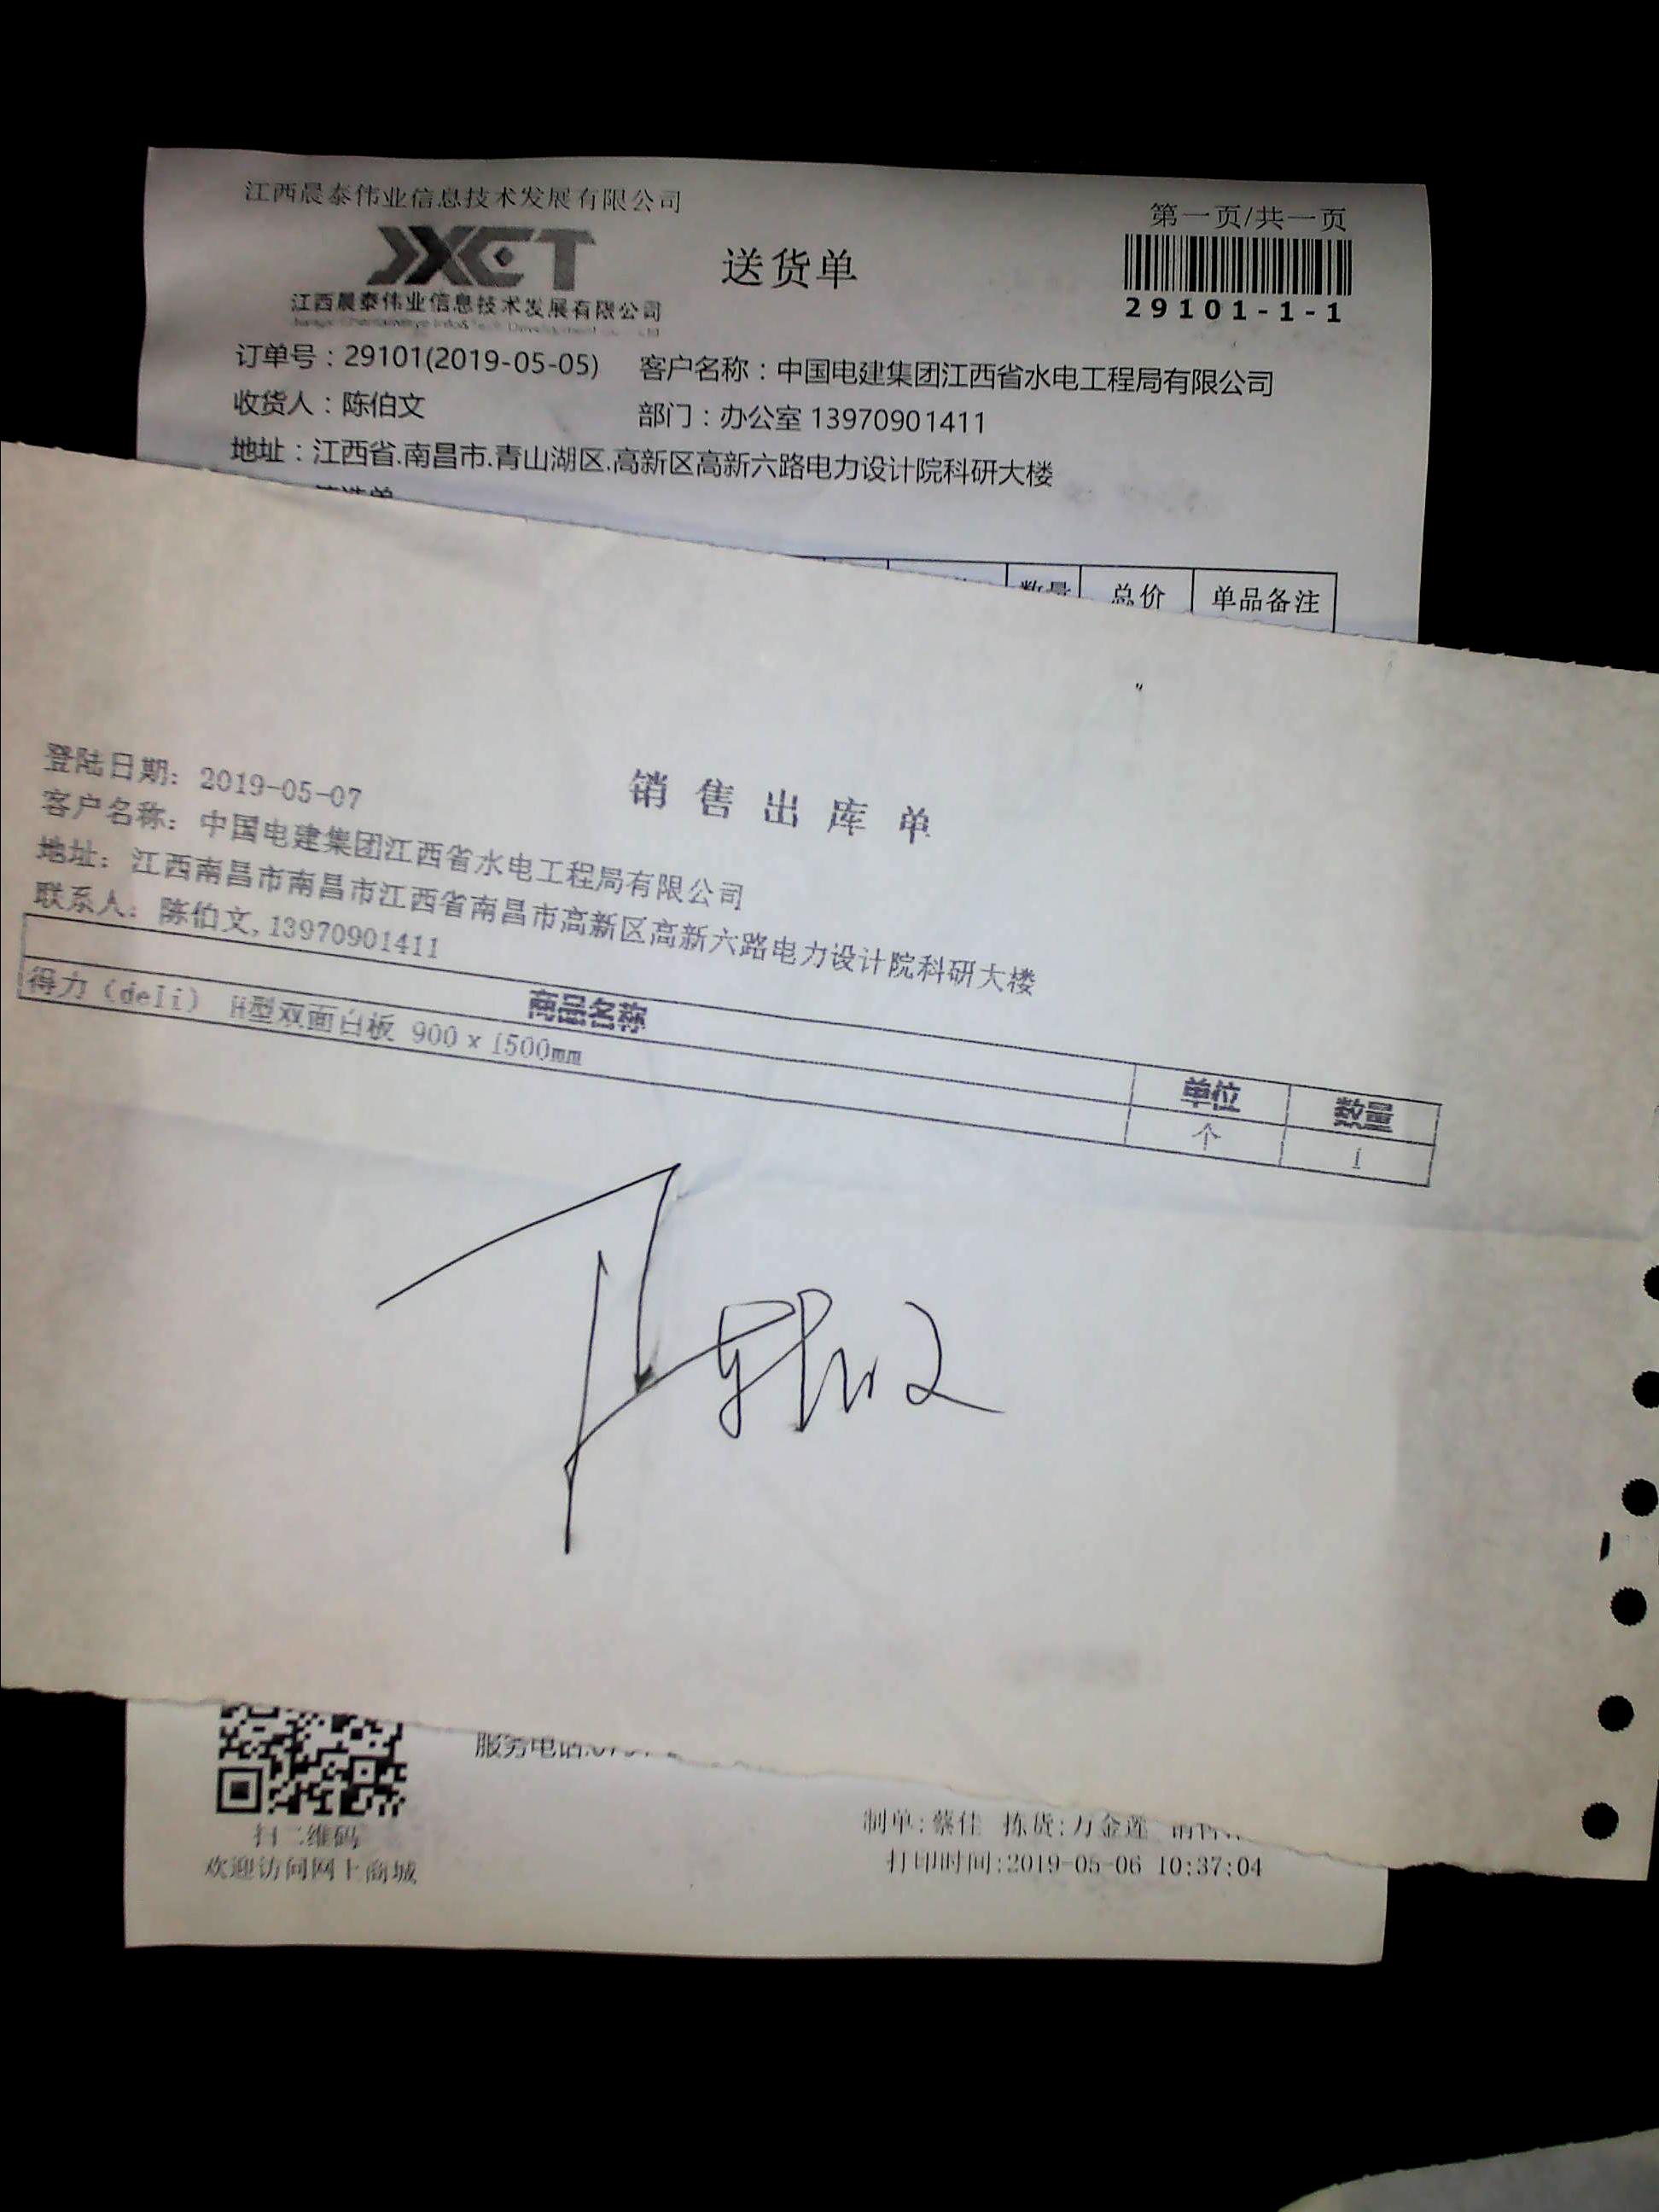 江西晨泰伟业信息技术发展有限公司
第一页/共一页
JXCT
送货单
江西晨泰伟业信息技术发展有限公司
29101-1-1
订单号：29101(2019-05-05) 客户名称：中国电建集团江西省水电工程局有限公司
收货人：陈伯文 部门：办公室 13970901411
地址：江西省.南昌市.青山湖区.高新区高新六路电力设计院科研大楼
数量 总价 单品备注
销售出库单
登陆日期: 2019-05-07
客户名称: 中国电建集团江西省水电工程局有限公司
地址: 江西南昌市南昌市江西省南昌市高新区高新六路电力设计院科研大楼
联系人: 陈伯文,13970901411
商品名称 单位 数量
得力（deli） H型双面白板 900 x 1500mm 个 1
服务电话:0791
扫二维码
欢迎访问网上商城
制单:蔡佳 拣货:万金莲
打印时间:2019-05-06 10:37:04